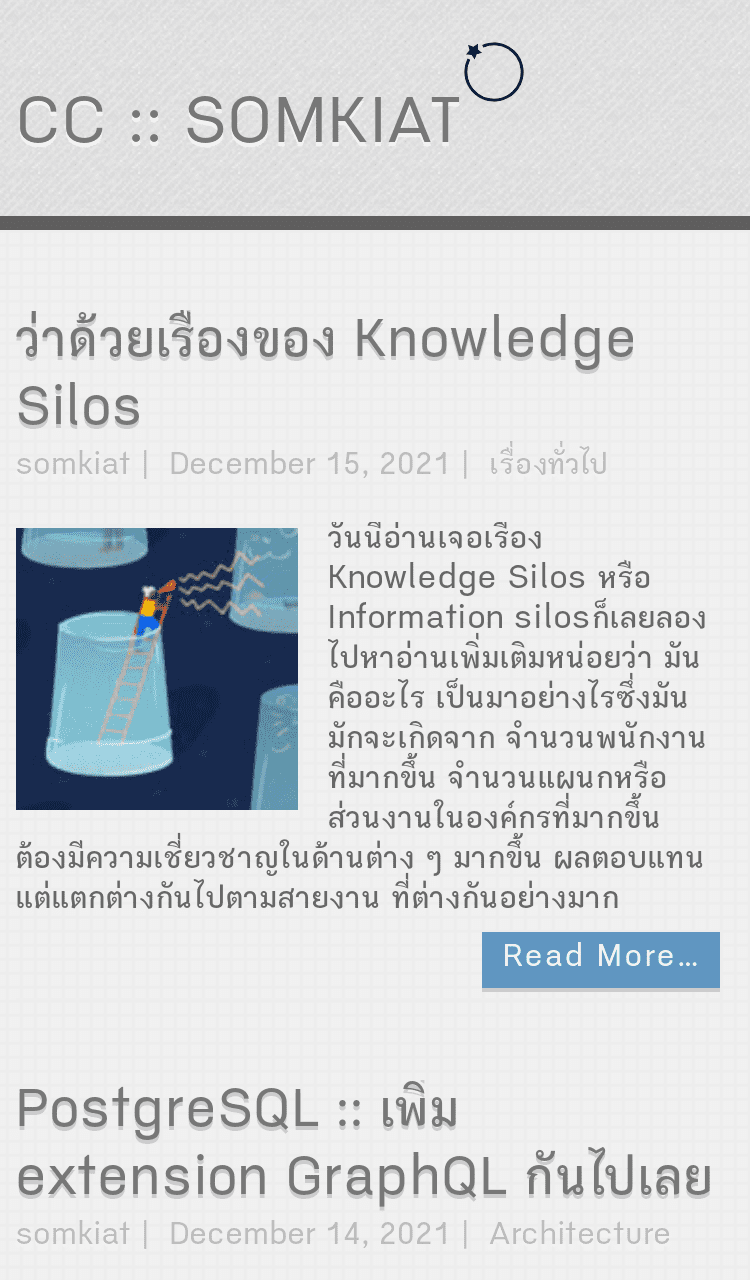 CC :: SOMKIAT
ว่าด้วยเรื่องของ Knowledge
Silos
somkiat | December 15, 2021 | เรื่องทั่วไป
วันนี้อ่านเจอเรื่อง
Knowledge Silos หรือ
Information silosก็เลยลอง
ไปหาอ่านเพิ่มเติมหน่อยว่า มัน
คืออะไร เป็นมาอย่างไรซึ่งมัน
มักจะเกิดจาก จำนวนพนักงาน
ที่มากขึ้น จำนวนแผนกหรือ
ส่วนงานในองค์กรที่มากขึ้น
ต้องมีความเชี่ยวชาญในด้านต่าง ๆ มากขึ้น ผลตอบแทน
แต่แตกต่างกันไปตามสายงาน ที่ต่างกันอย่างมาก
Read More…
PostgreSQL :: เพิ่ม
extension GraphQL กันไปเลย
somkiat | December 14, 2021 | Architecture